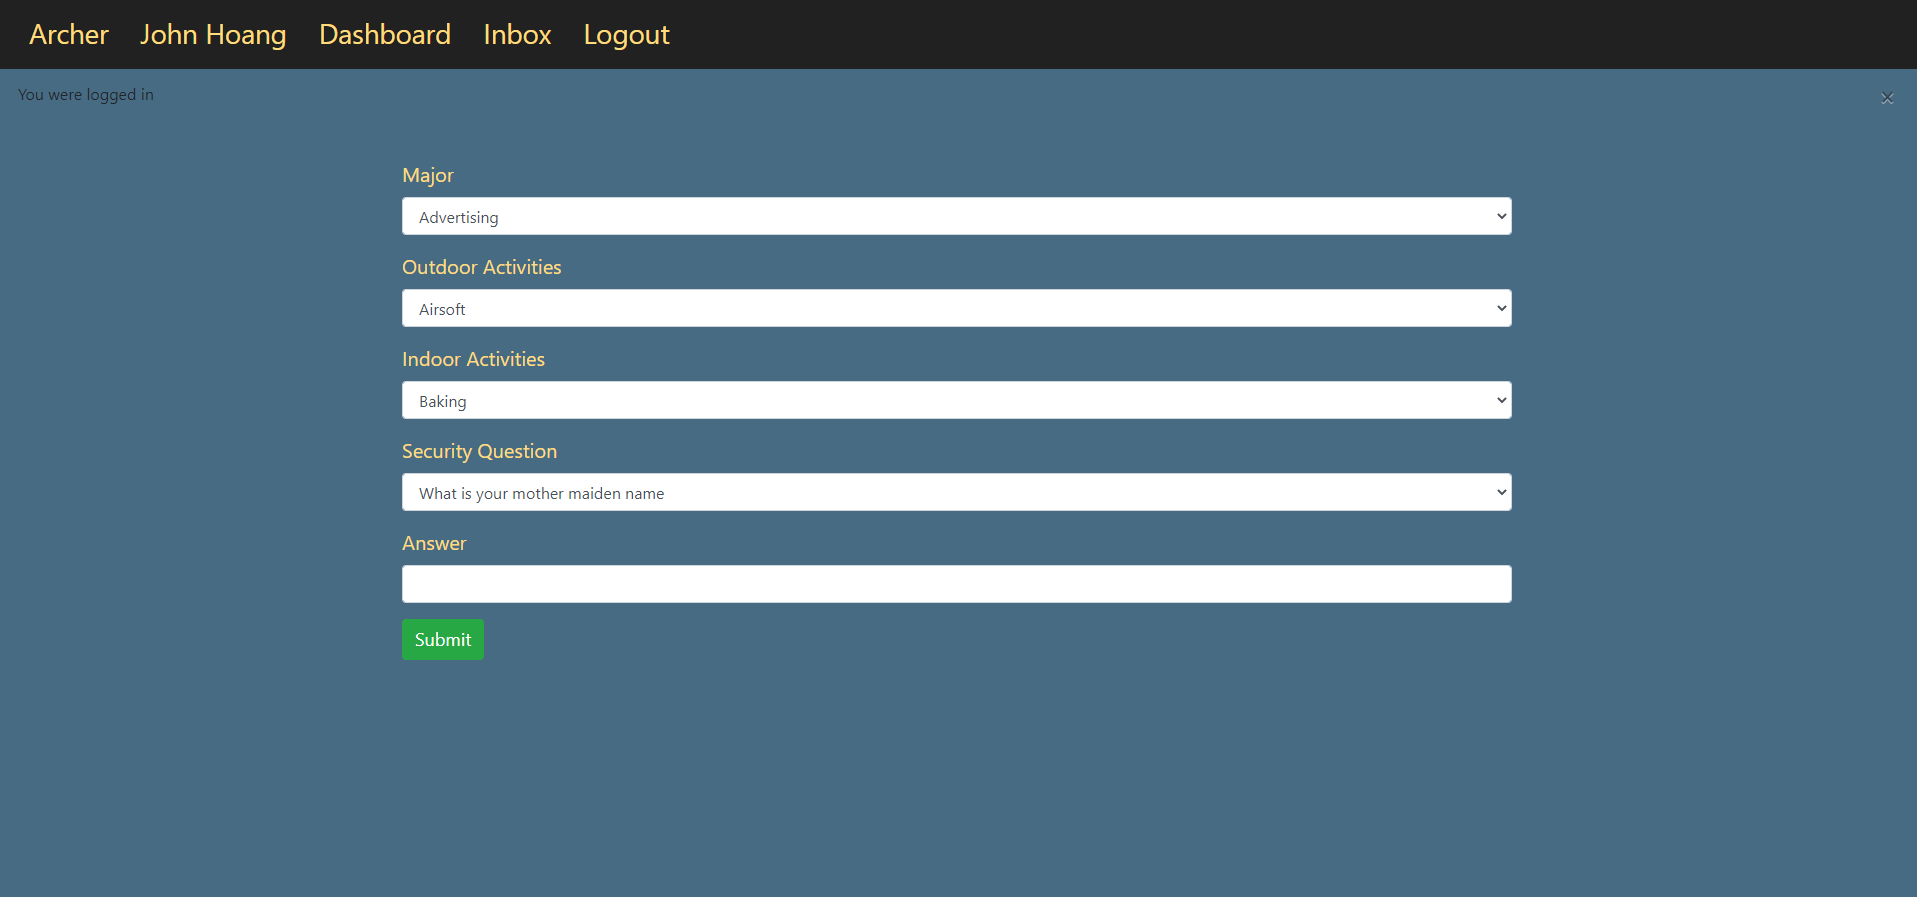 Archer John Hoang Dashboard Inbox Logout
You were logged in ×
Major
Advertising
Outdoor Activities
Airsoft
Indoor Activities
Baking
Security Question
What is your mother maiden name
Answer
Submit